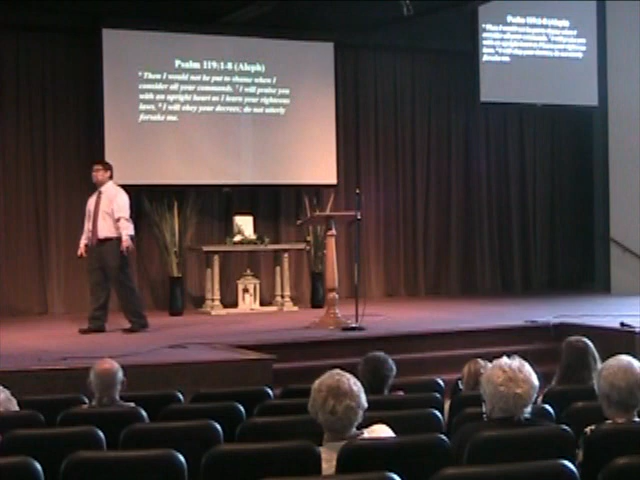 Psalm 119:1-8 (Aleph)
⁶ Then I would not be put to shame when I
consider all your commands. ⁷ I will praise you
with an upright heart as I learn your righteous
laws. ⁸ I will obey your decrees; do not utterly
forsake me.
Psalm 119:1-8 (Aleph)